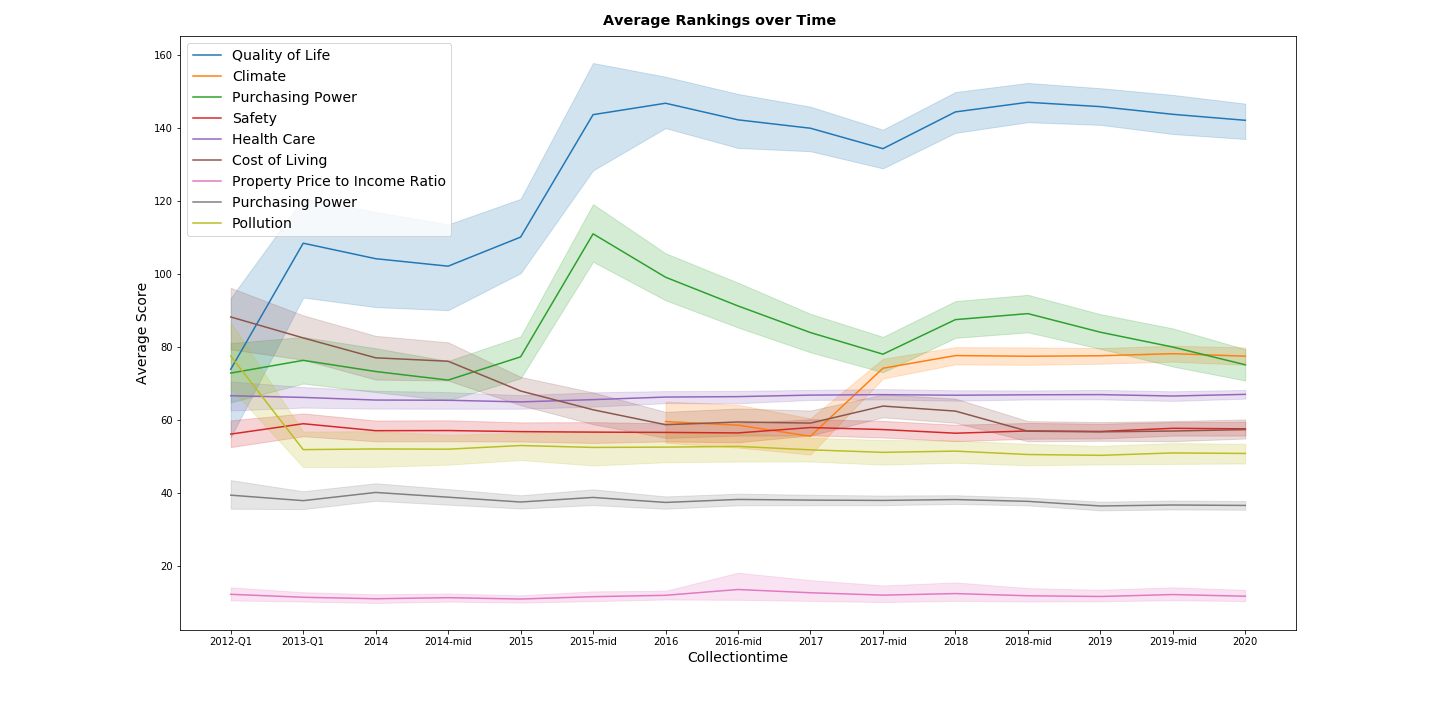 Average Rankings over Time
160
140
120
100
80
60
40
20
Average Score
Quality of Life
Climate
Purchasing Power
Safety
Health Care
Cost of Living
Property Price to Income Ratio
Purchasing Power
Pollution
2012-Q1 2013-Q1 2014 2014-mid 2015 2015-mid 2016 2016-mid 2017 2017-mid 2018 2018-mid 2019 2019-mid 2020
Collectiontime